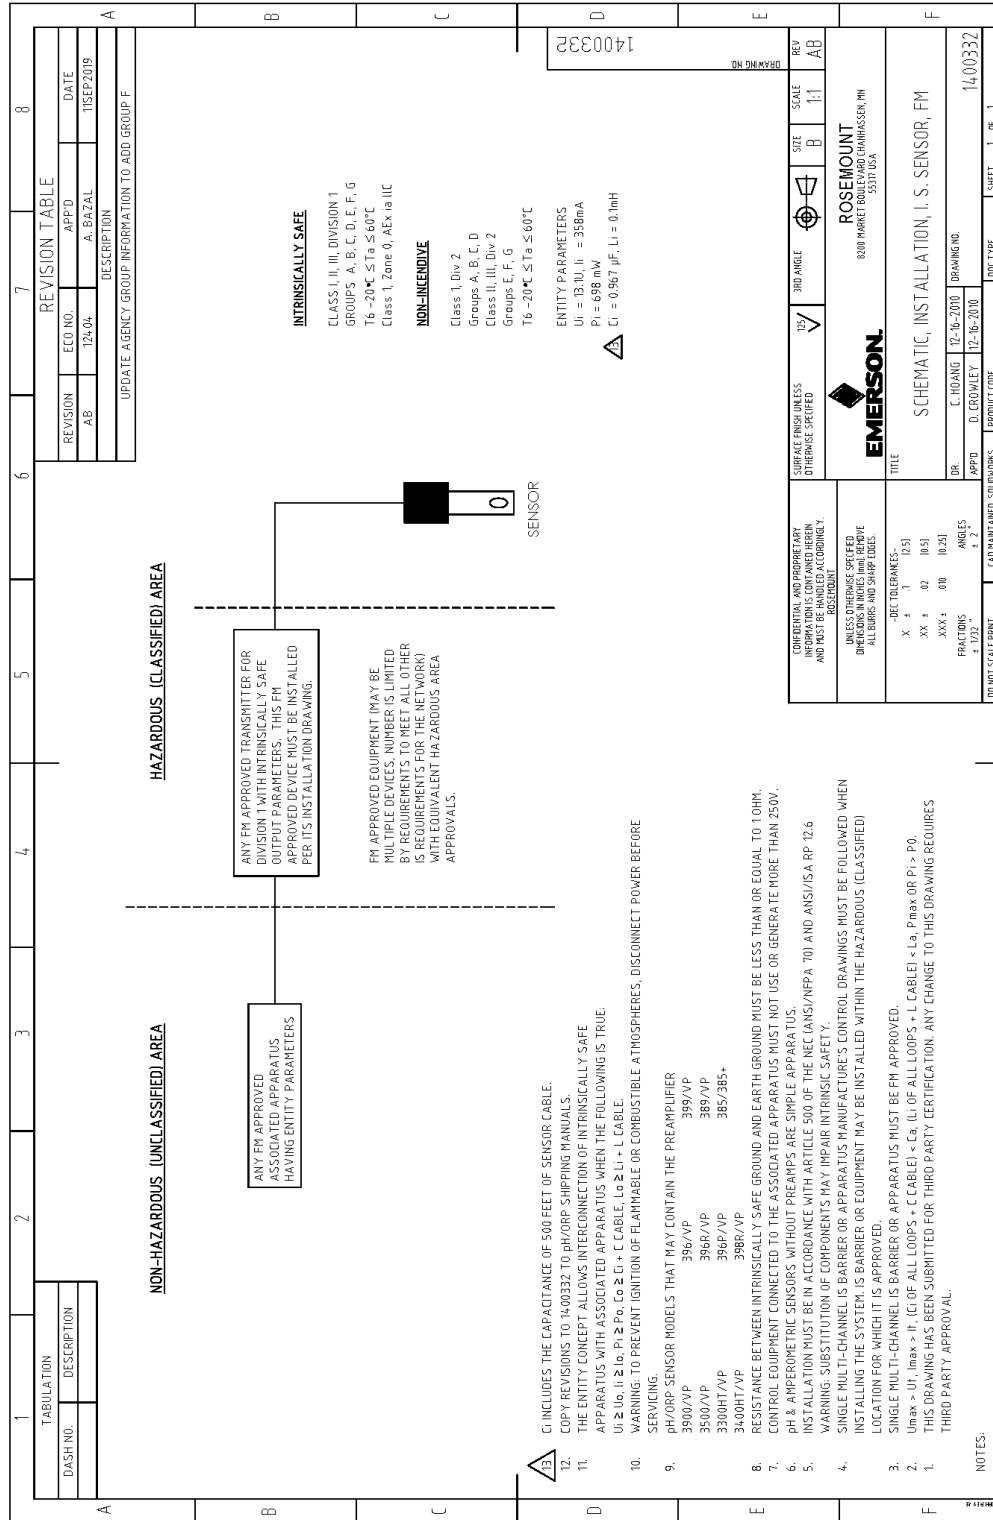 1
2
3
4
5
6
7
8
A
B
C
D
E
F
TABULATION
DASH NO.
DESCRIPTION
REVISION TABLE
REVISION
ECO NO.
APP'D
DATE
AB
12404
A. BAZAL
11SEP2019
DESCRIPTION
UPDATE AGENCY GROUP INFORMATION TO ADD GROUP F
NON-HAZARDOUS (UNCLASSIFIED) AREA
HAZARDOUS (CLASSIFIED) AREA
ANY FM APPROVED
ASSOCIATED APPARATUS
HAVING ENTITY PARAMETERS
ANY FM APPROVED TRANSMITTER FOR
DIVISION 1 WITH INTRINSICALLY SAFE
OUTPUT PARAMETERS. THIS FM
APPROVED DEVICE MUST BE INSTALLED
PER ITS INSTALLATION DRAWING.
FM APPROVED EQUIPMENT (MAY BE
MULTIPLE DEVICES, NUMBER IS LIMITED
BY REQUIREMENTS TO MEET ALL OTHER
IS REQUIREMENTS FOR THE NETWORK)
WITH EQUIVALENT HAZARDOUS AREA
APPROVALS.
SENSOR
INTRINSICALLY SAFE
CLASS I, II, III, DIVISION 1
GROUPS A, B, C, D, E, F, G
T6 -20°C ≤Ta ≤60°C
Class 1, Zone 0, AEx ia IIC
NON-INCENDIVE
Class 1, Div 2
Groups A, B, C, D
Class II, III, Div 2
Groups E, F, G
T6 -20°C ≤Ta ≤60°C
ENTITY PARAMETERS
Ui = 13.1U, Ii = 358mA
Pi = 698 mW
13 Ci = 0.967 µF, Li = 0.1mH
DRAWING NO.
1400332
13 Ci INCLUDES THE CAPACITANCE OF 500 FEET OF SENSOR CABLE.
12. COPY REVISIONS TO 1400332 TO pH/ORP SHIPPING MANUALS.
11. THE ENTITY CONCEPT ALLOWS INTERCONNECTION OF INTRINSICALLY SAFE
APPARATUS WITH ASSOCIATED APPARATUS WHEN THE FOLLOWING IS TRUE:
Ui ≥ Uo, Ii ≥ Io, Pi ≥ Po, Co ≥ Ci + C CABLE, Lo ≥ Li + L CABLE.
10. WARNING: TO PREVENT IGNITION OF FLAMMABLE OR COMBUSTIBLE ATMOSPHERES, DISCONNECT POWER BEFORE
SERVICING.
9. pH/ORP SENSOR MODELS THAT MAY CONTAIN THE PREAMPLIFIER
3900/VP 396/VP 399/VP
3500/VP 396R/VP 389/VP
3300HT/VP 396P/VP 385/385+
3400HT/VP 398R/VP
8. RESISTANCE BETWEEN INTRINSICALLY SAFE GROUND AND EARTH GROUND MUST BE LESS THAN OR EQUAL TO 1 OHM.
7. CONTROL EQUIPMENT CONNECTED TO THE ASSOCIATED APPARATUS MUST NOT USE OR GENERATE MORE THAN 250V.
6. pH & AMPEROMETRIC SENSORS WITHOUT PREAMPS ARE SIMPLE APPARATUS.
5. INSTALLATION MUST BE IN ACCORDANCE WITH ARTICLE 500 OF THE NEC (ANSI/NFPA 70) AND ANSI/ISA RP 12.6
WARNING: SUBSTITUTION OF COMPONENTS MAY IMPAIR INTRINSIC SAFETY.
4. SINGLE MULTI-CHANNEL IS BARRIER OR APPARATUS MANUFACTURE'S CONTROL DRAWINGS MUST BE FOLLOWED WHEN
INSTALLING THE SYSTEM. IS BARRIER OR EQUIPMENT MAY BE INSTALLED WITHIN THE HAZARDOUS (CLASSIFIED)
LOCATION FOR WHICH IT IS APPROVED.
3. SINGLE MULTI-CHANNEL IS BARRIER OR APPARATUS MUST BE FM APPROVED.
2. Umax > Ut, Imax > It, (Ci OF ALL LOOPS + C CABLE) < Ca, (Li OF ALL LOOPS + L CABLE) < La, Pmax OR Pi > PO.
1. THIS DRAWING HAS BEEN SUBMITTED FOR THIRD PARTY CERTIFICATION. ANY CHANGE TO THIS DRAWING REQUIRES
THIRD PARTY APPROVAL.
NOTES:
CONFIDENTIAL AND PROPRIETARY
INFORMATION IS CONTAINED HEREIN
AND MUST BE HANDLED ACCORDINGLY.
ROSEMOUNT
UNLESS OTHERWISE SPECIFIED
DIMENSIONS IN INCHES [mm]. REMOVE
ALL BURRS AND SHARP EDGES.
-DEC TOLERANCES-
.X ± .1 [2.5]
.XX ± .02 [0.5]
.XXX ± .010 [0.25]
FRACTIONS ± 1/32 "
ANGLES ± 2 °
DO NOT SCALE PRINT
SURFACE FINISH UNLESS
OTHERWISE SPECIFIED
125
3RD ANGLE
SIZE
B
SCALE
1:1
REV
AB
EMERSON.
ROSEMOUNT
8200 MARKET BOULEVARD CHANHASSEN, MN
55317 USA
TITLE
SCHEMATIC, INSTALLATION, I. S. SENSOR, FM
DR. C. HOANG 12-16-2010
APP'D D. CROWLEY 12-16-2010
DRAWING NO.
1400332
CAD MAINTAINED SOLIDWORKS
PRODUCT CODE
DOC TYPE
SHEET 1 OF 1